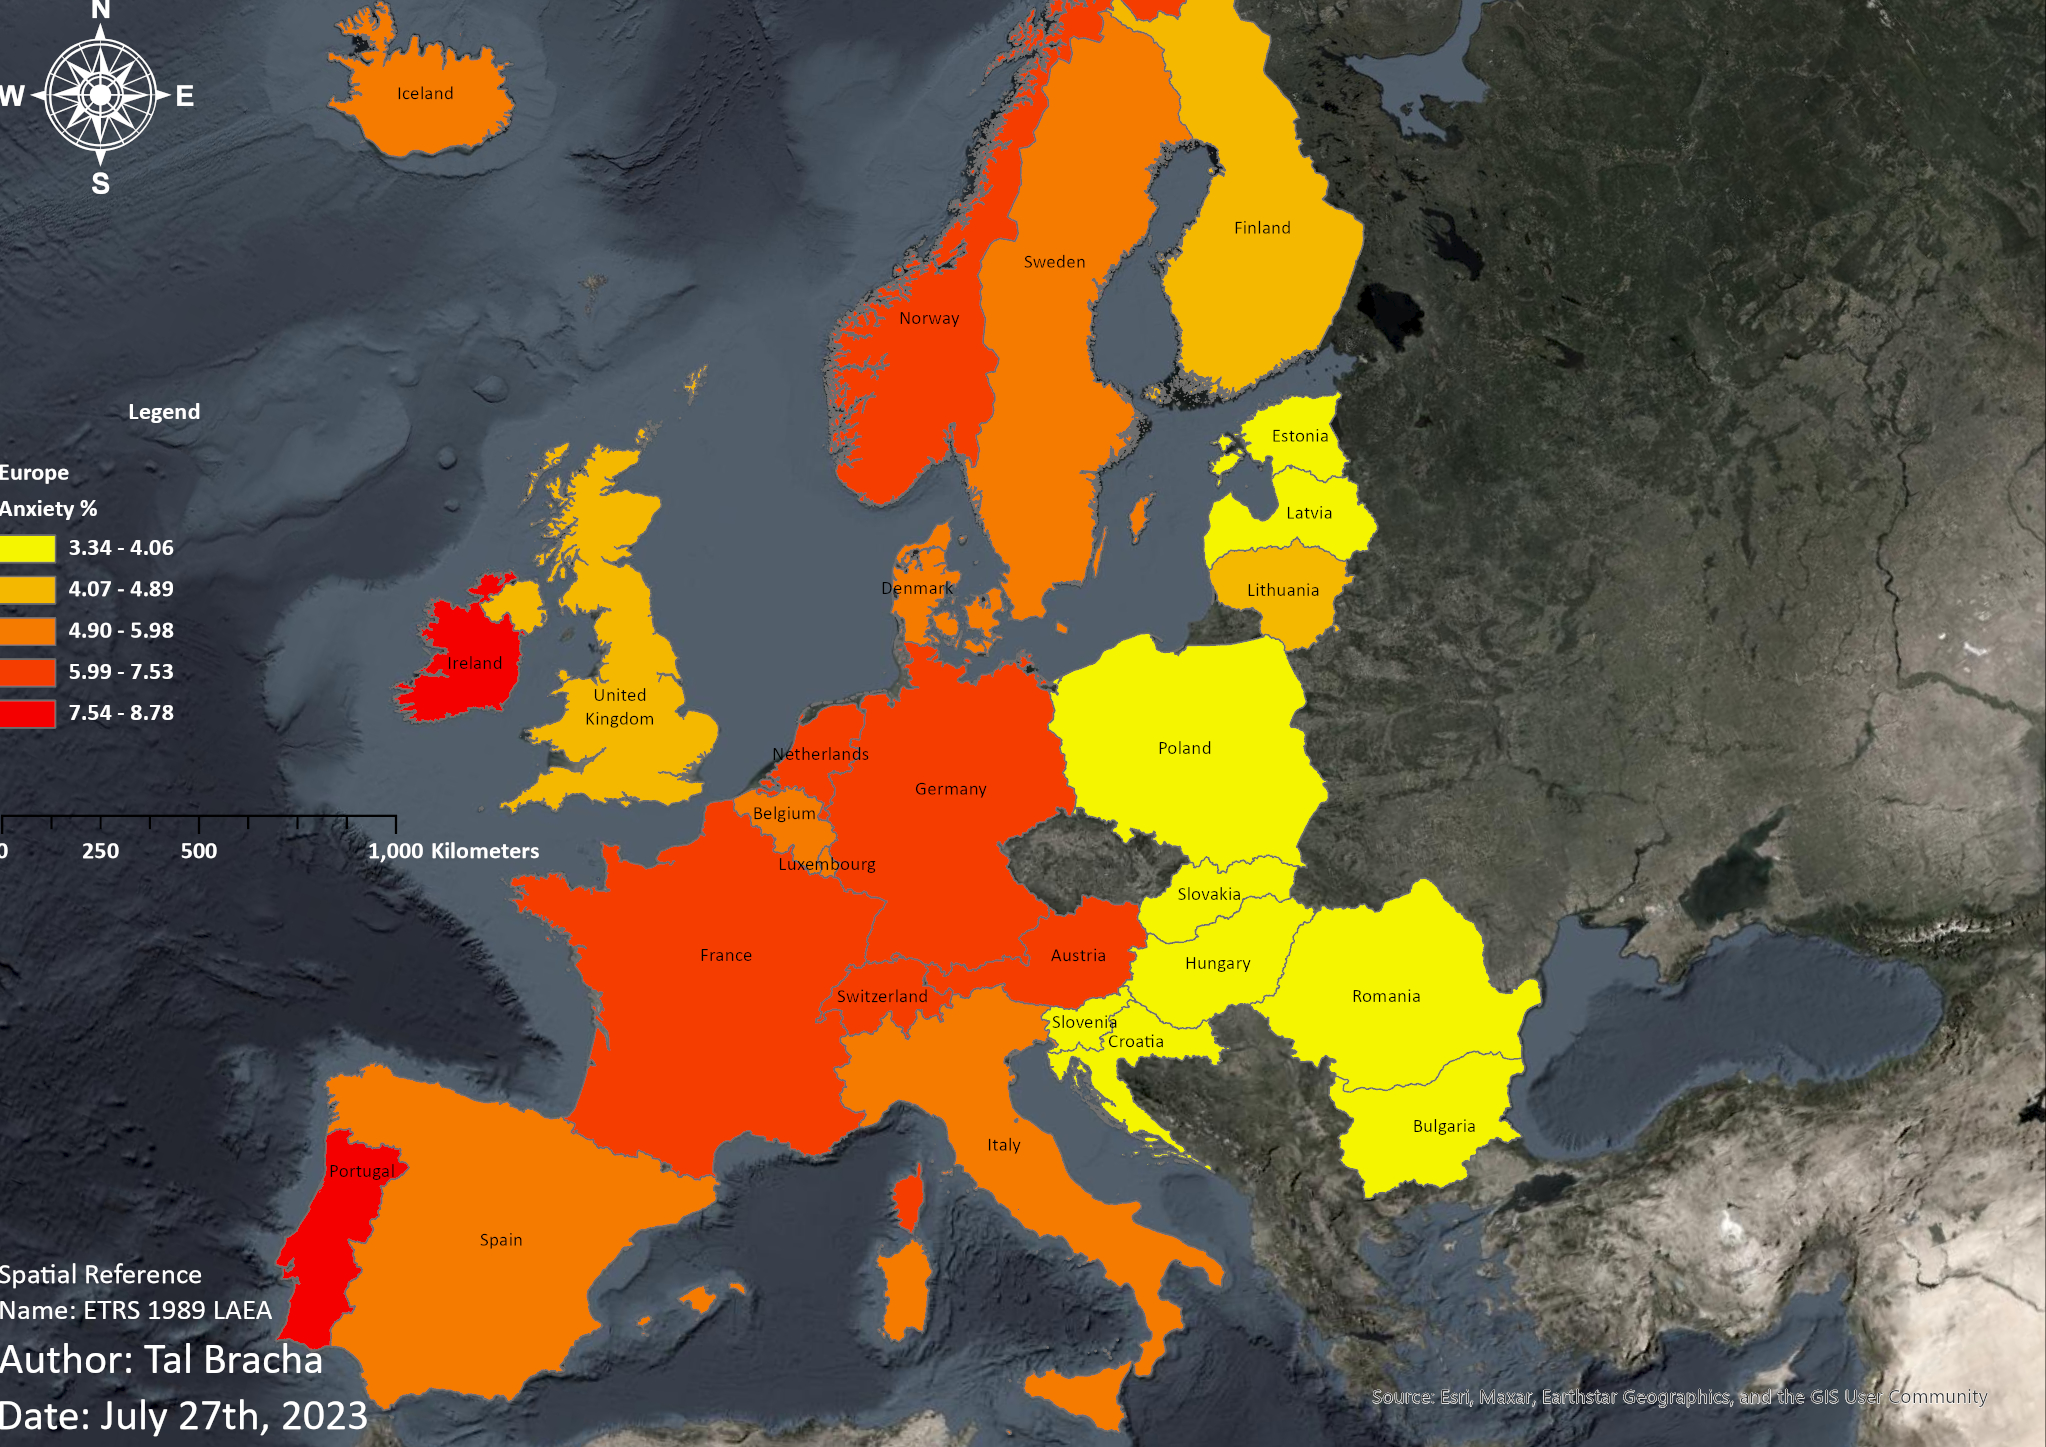 N
W
E
S
Iceland
Finland
Sweden
Norway
Legend
Europe
Anxiety %
3.34 - 4.06
4.07 - 4.89
4.90 - 5.98
5.99 - 7.53
7.54 - 8.78
Estonia
Latvia
Lithuania
Denmark
Ireland
United
Kingdom
Netherlands
Poland
Germany
Belgium
0
250
500
1,000 Kilometers
Luxembourg
Slovakia
France
Austria
Hungary
Switzerland
Romania
Slovenia
Croatia
Bulgaria
Italy
Portugal
Spain
Spatial Reference
Name: ETRS 1989 LAEA
Author: Tal Bracha
Date: July 27th, 2023
Source: Esri, Maxar, Earthstar Geographics, and the GIS User Community